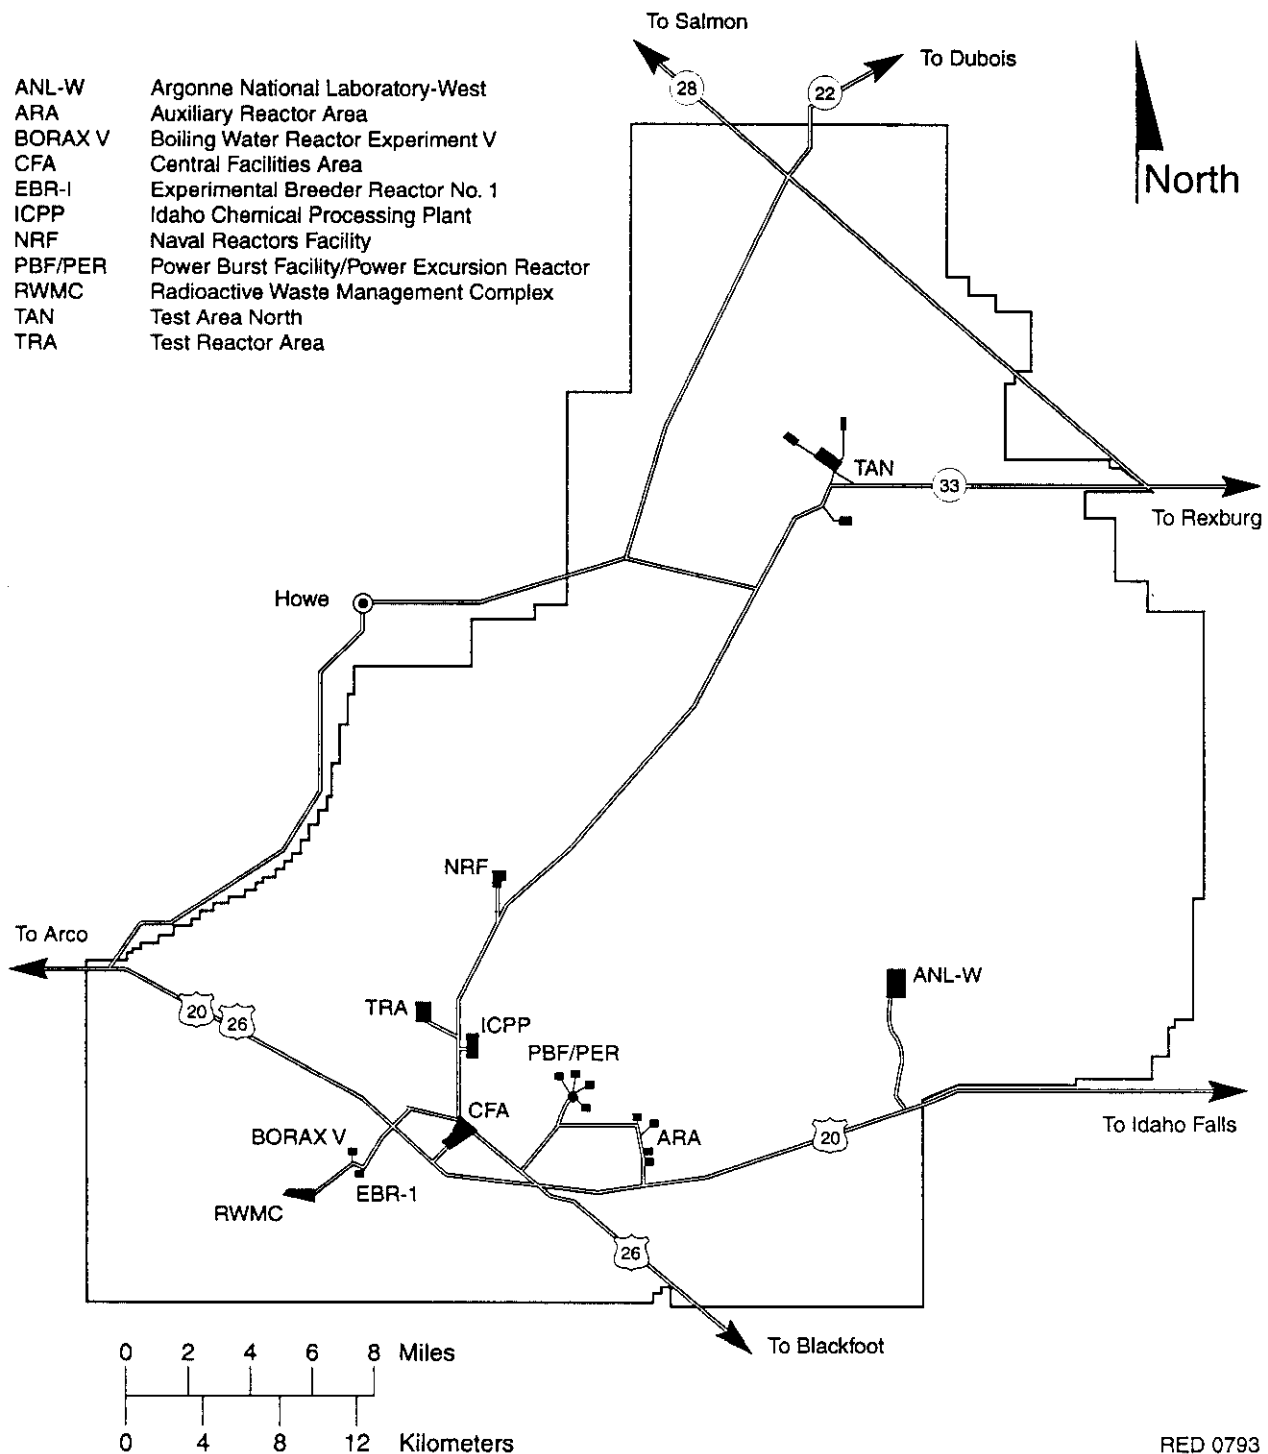 To Salmon
To Dubois
28
22
ANL-W Argonne National Laboratory-West
ARA Auxiliary Reactor Area
BORAX V Boiling Water Reactor Experiment V
CFA Central Facilities Area
EBR-I Experimental Breeder Reactor No. 1
ICPP Idaho Chemical Processing Plant
NRF Naval Reactors Facility
PBF/PER Power Burst Facility/Power Excursion Reactor
RWMC Radioactive Waste Management Complex
TAN Test Area North
TRA Test Reactor Area
North
TAN
33
To Rexburg
Howe
NRF
To Arco
20
26
TRA
ICPP
PBF/PER
ANL-W
CFA
BORAX V
EBR-1
RWMC
ARA
20
To Idaho Falls
26
To Blackfoot
0 2 4 6 8 Miles
0 4 8 12 Kilometers
RED 0793